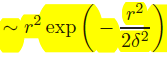 ∼ r² exp( − r² / 2δ² )